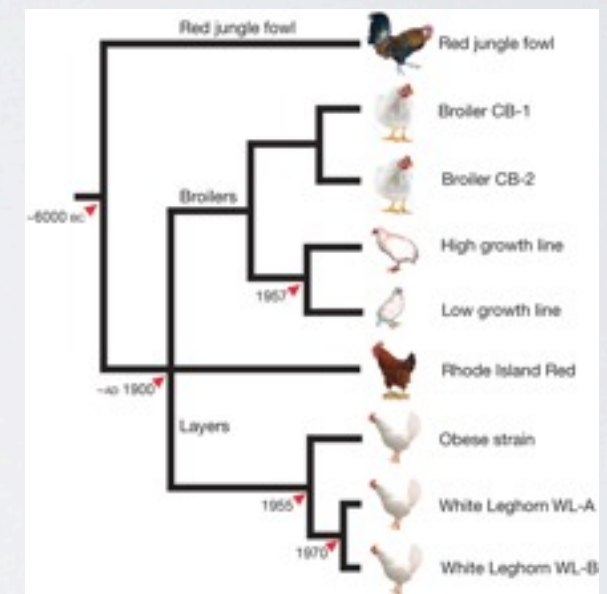 Red jungle fowl
Red jungle fowl
Broiler CB-1
Broilers
Broiler CB-2
~6000 BC
High growth line
1957
Low growth line
~AD 1900
Rhode Island Red
Layers
Obese strain
1955
White Leghorn WL-A
1970
White Leghorn WL-B